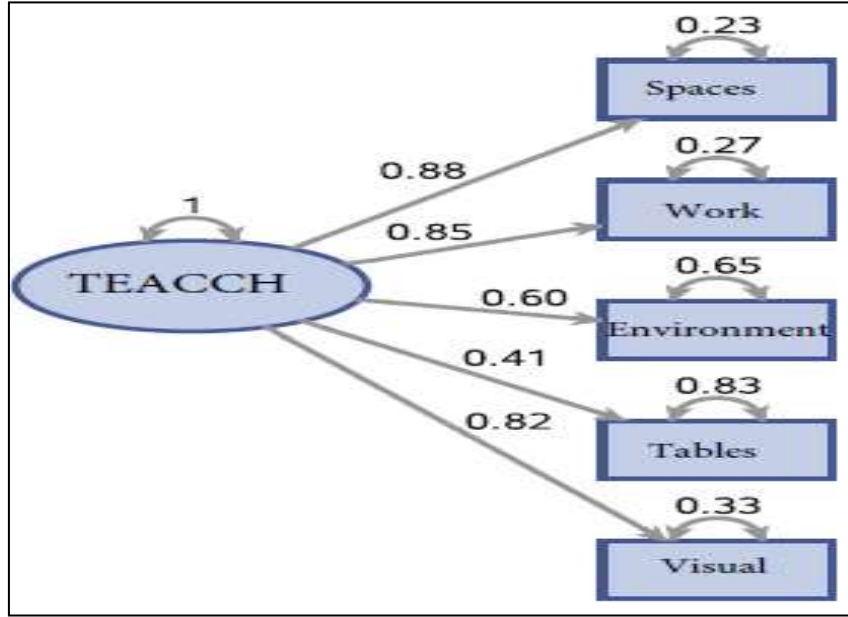 0.23
Spaces
0.27
0.88
Work
1
0.85
0.65
TEACCH
0.60
Environment
0.41
0.83
0.82
Tables
0.33
Visual